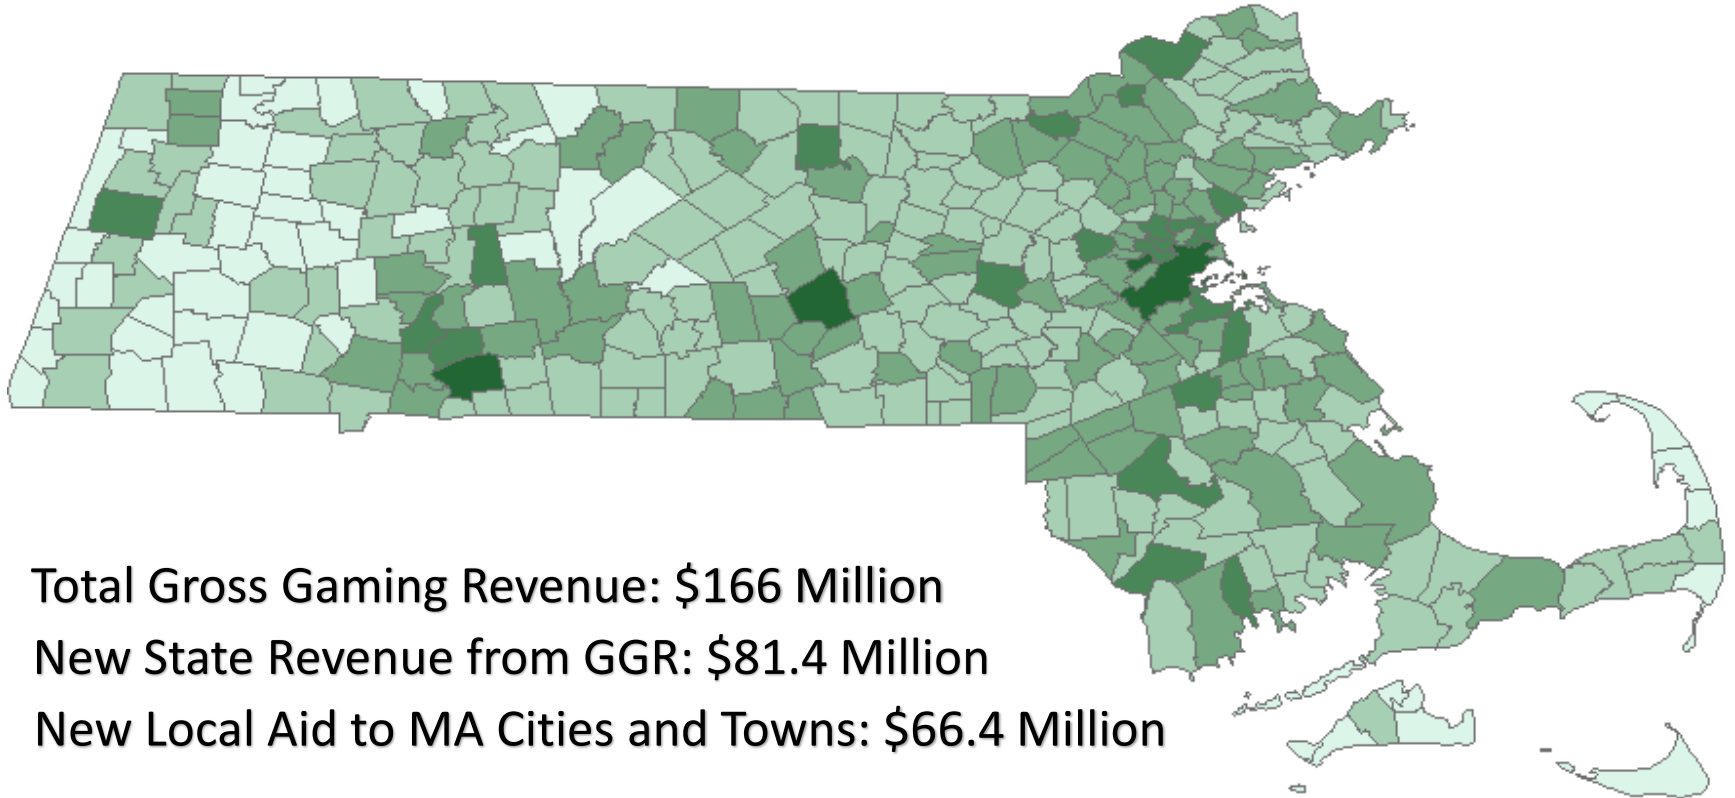 Total Gross Gaming Revenue: $166 Million
New State Revenue from GGR: $81.4 Million
New Local Aid to MA Cities and Towns: $66.4 Million